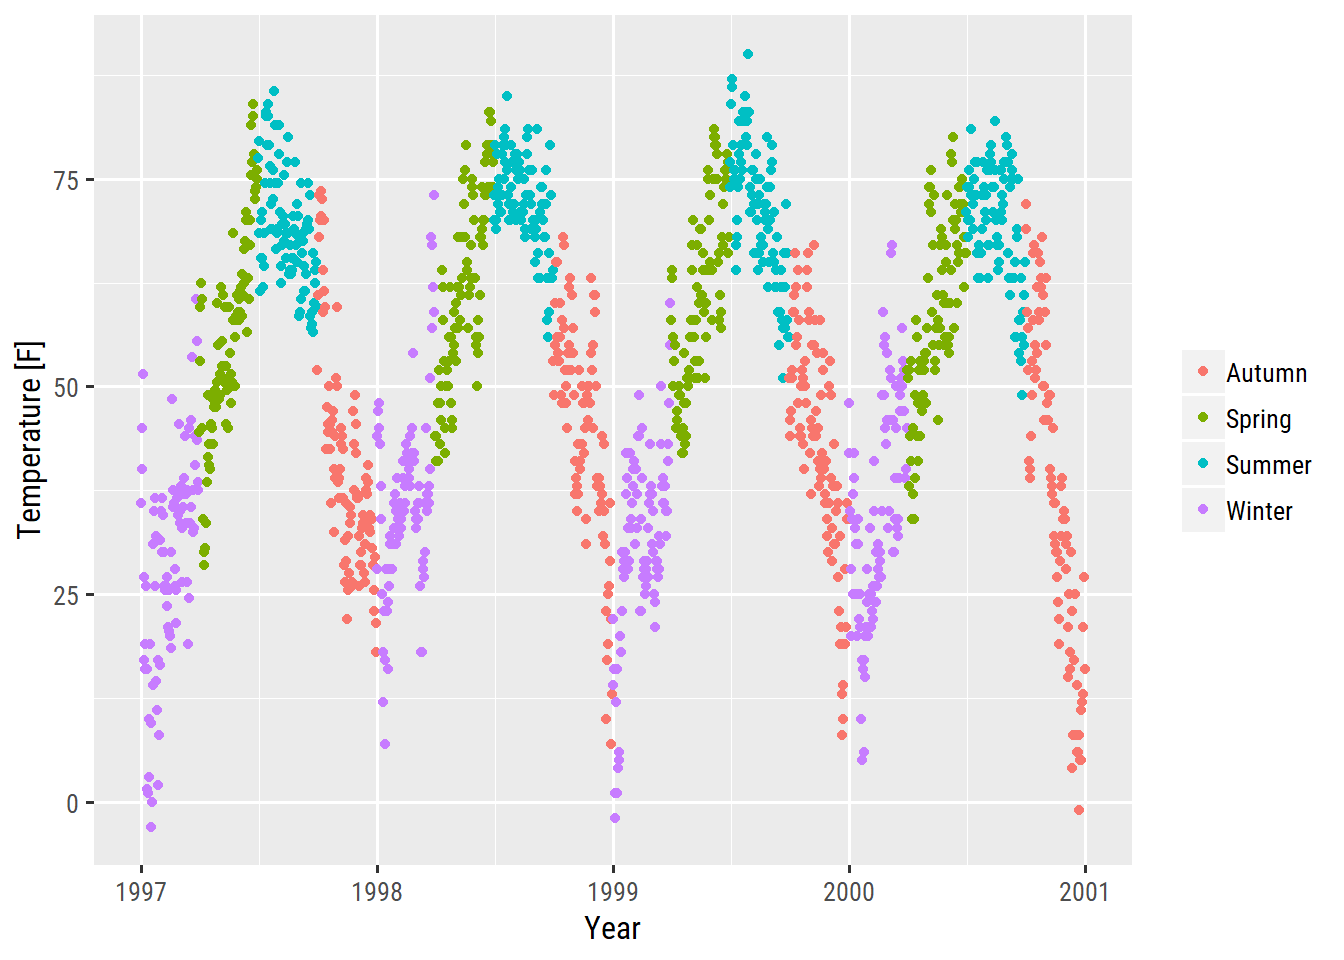 Temperature [F]
75
50
25
0
1997 1998 1999 2000 2001
Year
Autumn
Spring
Summer
Winter